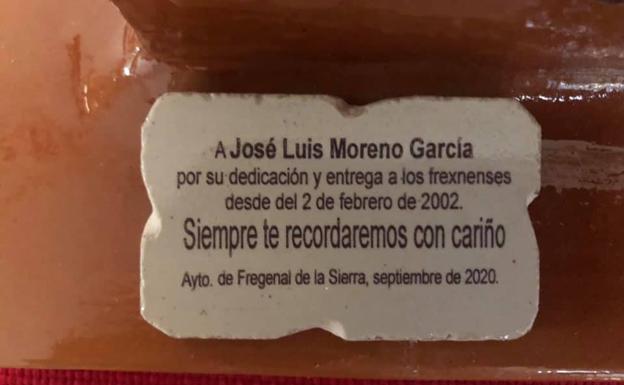 A José Luis Moreno García
por su dedicación y entrega a los frexnenses
desde del 2 de febrero de 2002.
Siempre te recordaremos con cariño
Ayto. de Fregenal de la Sierra, septiembre de 2020.